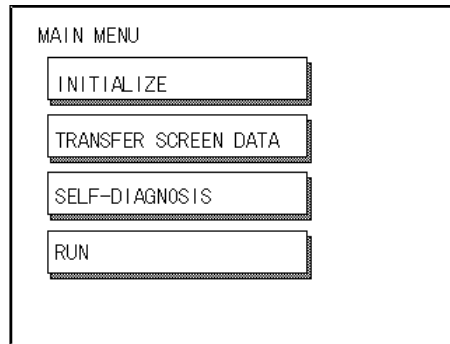 MAIN MENU
INITIALIZE
TRANSFER SCREEN DATA
SELF-DIAGNOSIS
RUN